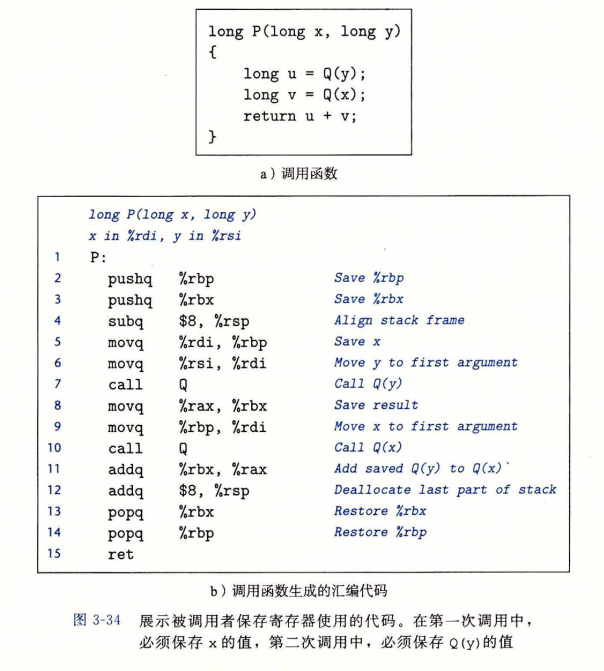 long P(long x, long y)
{
    long u = Q(y);
    long v = Q(x);
    return u + v;
}
a）调用函数
long P(long x, long y)
x in %rdi, y in %rsi
1 P:
2 pushq %rbp Save %rbp
3 pushq %rbx Save %rbx
4 subq $8, %rsp Align stack frame
5 movq %rdi, %rbp Save x
6 movq %rsi, %rdi Move y to first argument
7 call Q Call Q(y)
8 movq %rax, %rbx Save result
9 movq %rbp, %rdi Move x to first argument
10 call Q Call Q(x)
11 addq %rbx, %rax Add saved Q(y) to Q(x)
12 addq $8, %rsp Deallocate last part of stack
13 popq %rbx Restore %rbx
14 popq %rbp Restore %rbp
15 ret
b）调用函数生成的汇编代码
图 3-34 展示被调用者保存寄存器使用的代码。在第一次调用中，
必须保存 x 的值，第二次调用中，必须保存 Q(y)的值